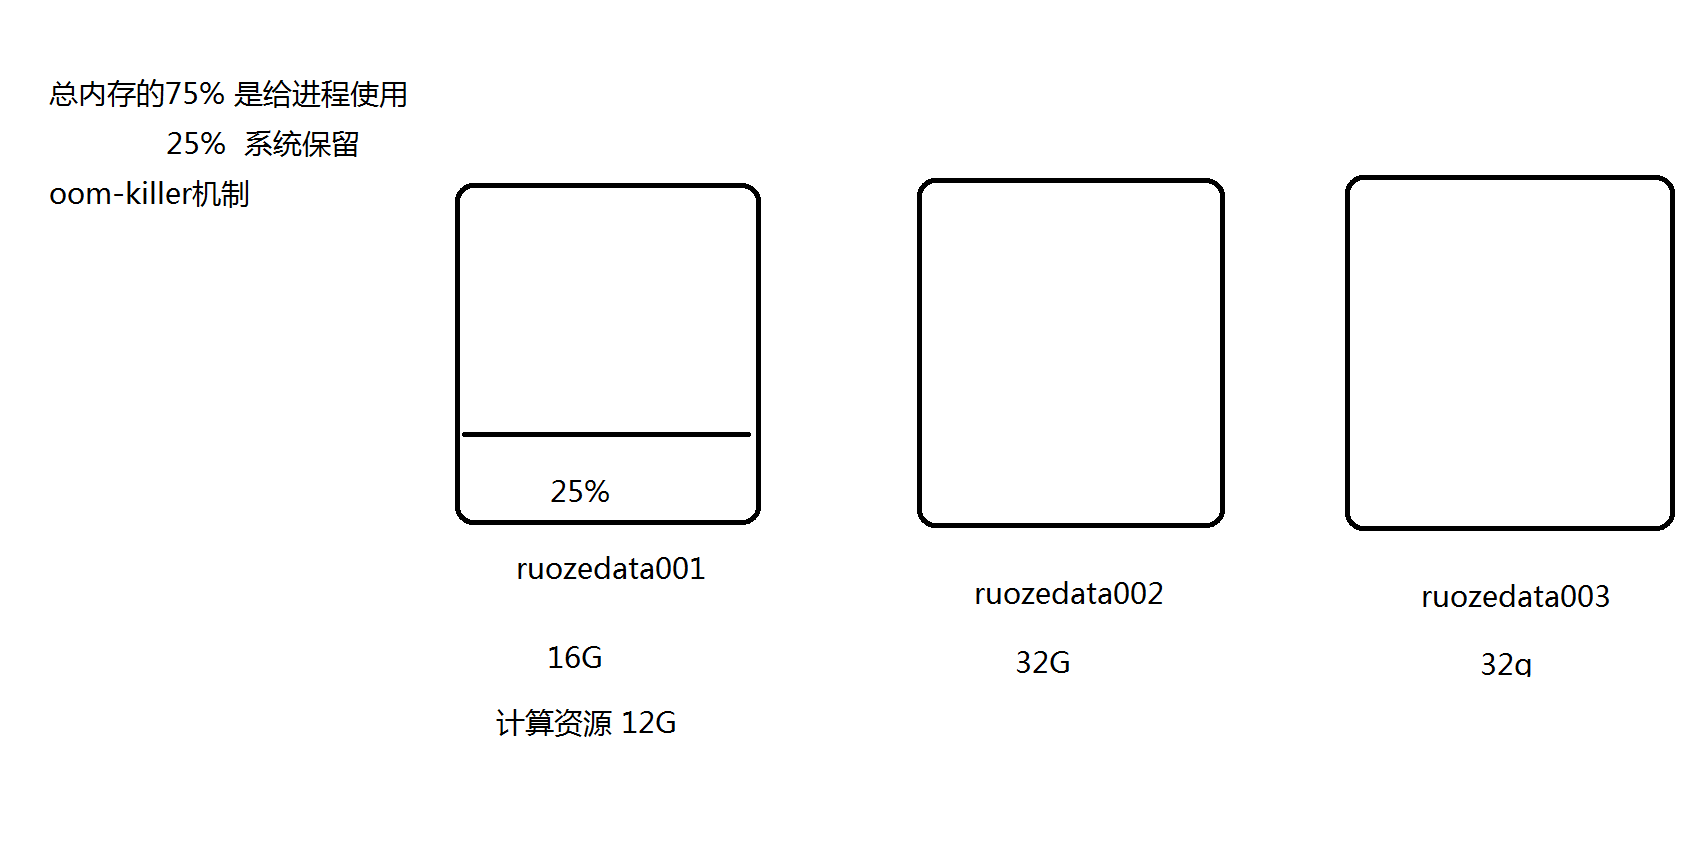 总内存的75% 是给进程使用
25% 系统保留
oom-killer机制
25%
ruozedata001
ruozedata002
ruozedata003
16G
32G
32g
计算资源 12G